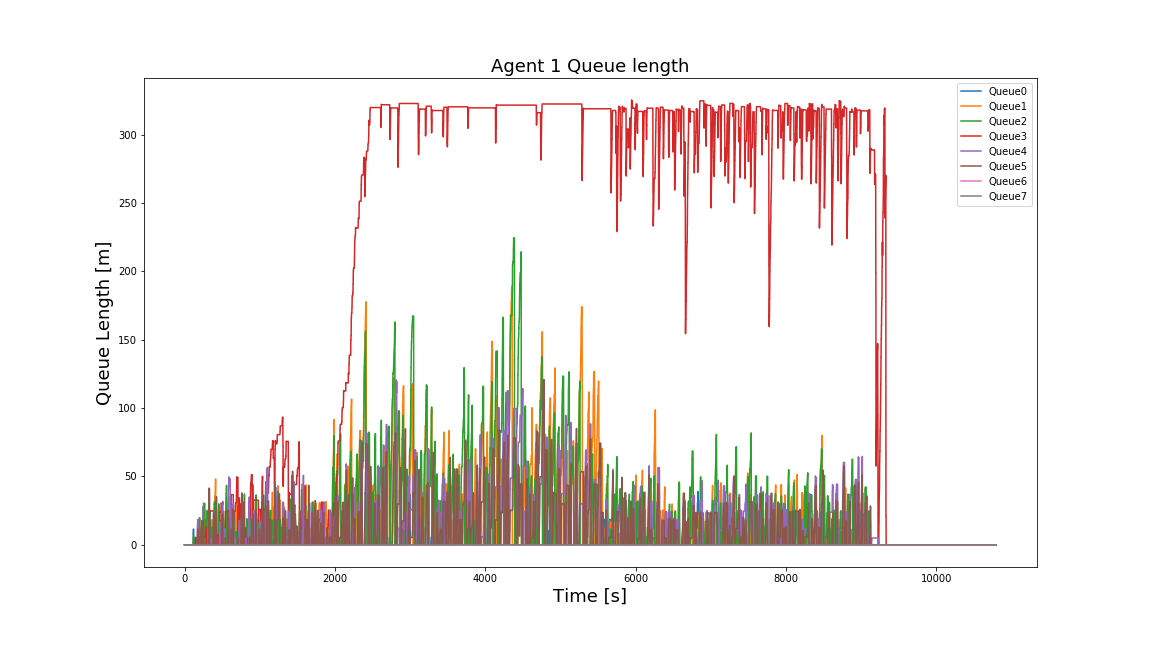 Agent 1 Queue length
Queue0
Queue1
Queue2
Queue3
Queue4
Queue5
Queue6
Queue7
Queue Length [m]
300
250
200
150
100
50
0
0 2000 4000 6000 8000 10000
Time [s]